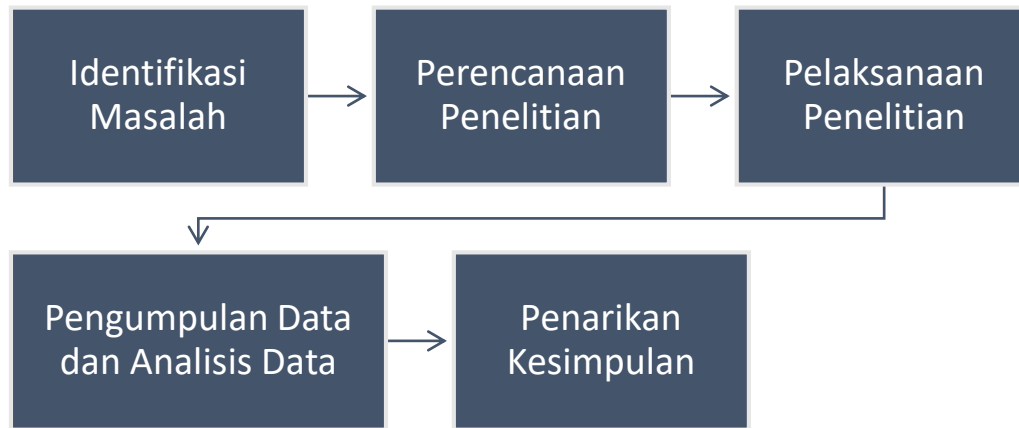 Identifikasi
Masalah
Perencanaan
Penelitian
Pelaksanaan
Penelitian
Pengumpulan Data
dan Analisis Data
Penarikan
Kesimpulan